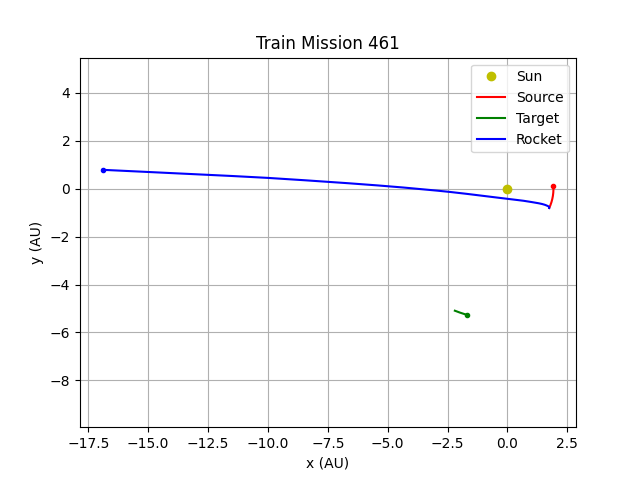 Train Mission 461
Sun
Source
Target
Rocket
4
2
0
−2
−4
−6
−8
y (AU)
−17.5 −15.0 −12.5 −10.0 −7.5 −5.0 −2.5 0.0 2.5
x (AU)